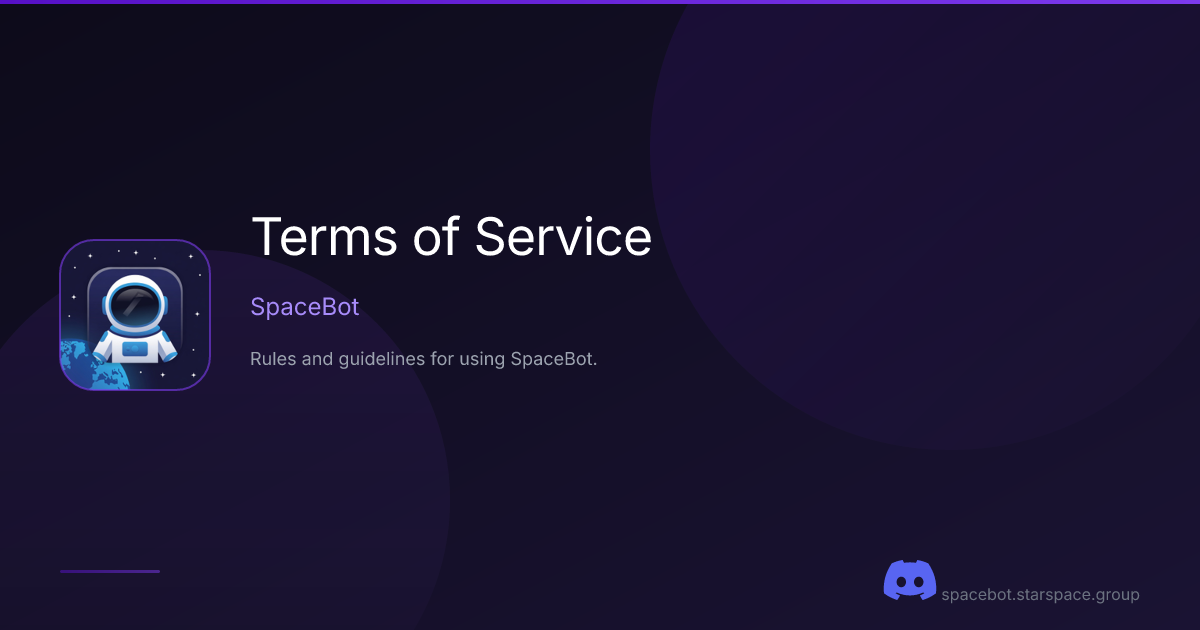 Terms of Service
SpaceBot
Rules and guidelines for using SpaceBot.
spacebot.starspace.group